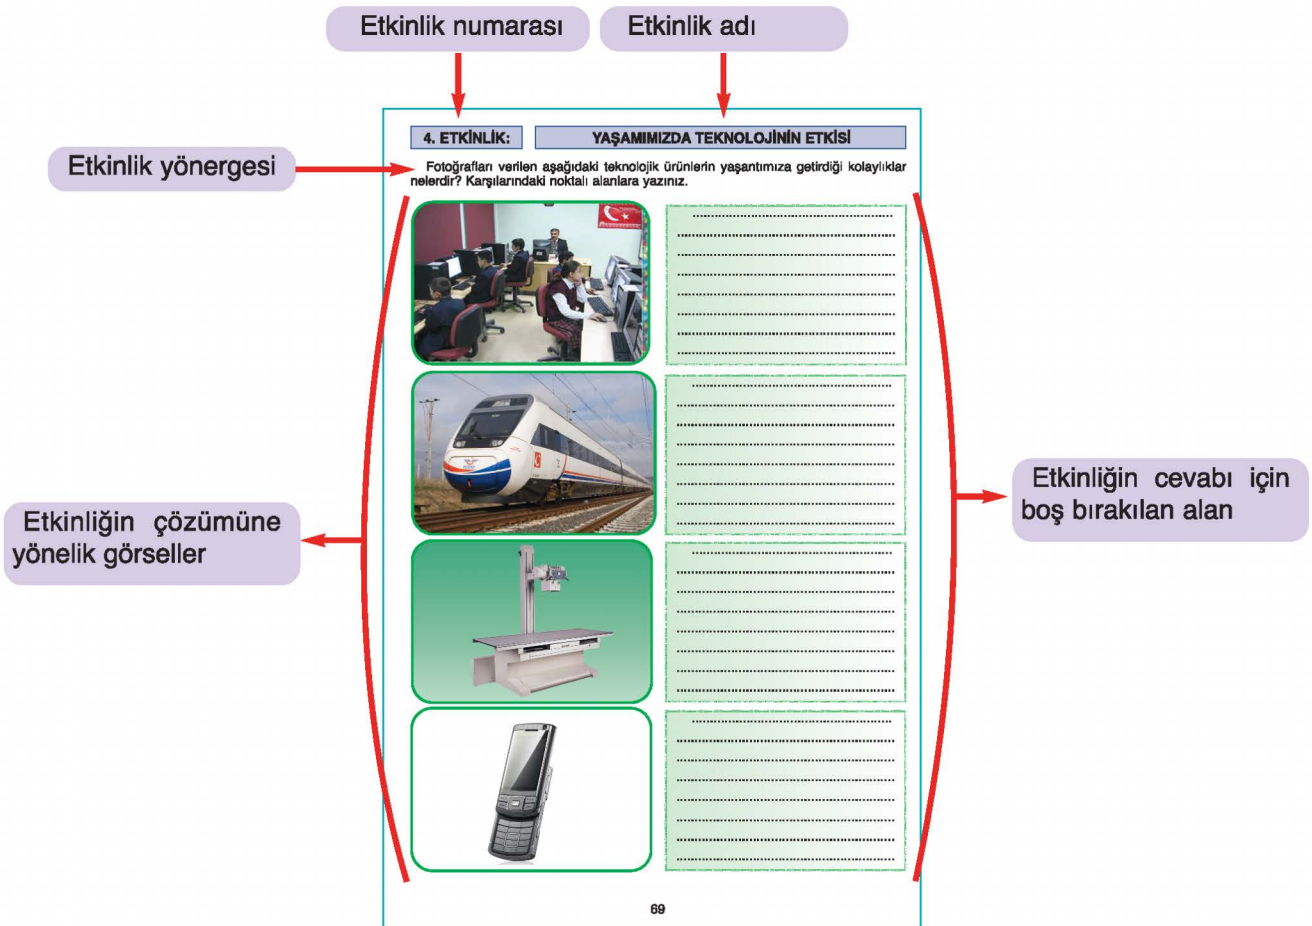 Etkinlik numarası
Etkinlik adı
4. ETKİNLİK:
YAŞAMIMIZDA TEKNOLOJİNİN ETKİSİ
Etkinlik yönergesi
Fotoğrafları verilen aşağıdaki teknolojik ürünlerin yaşantımıza getirdiği kolaylıklar
nelerdir? Karşılarındaki noktalı alanlara yazınız.
Etkinliğin çözümüne
yönelik görseller
Etkinliğin cevabı için
boş bırakılan alan
69